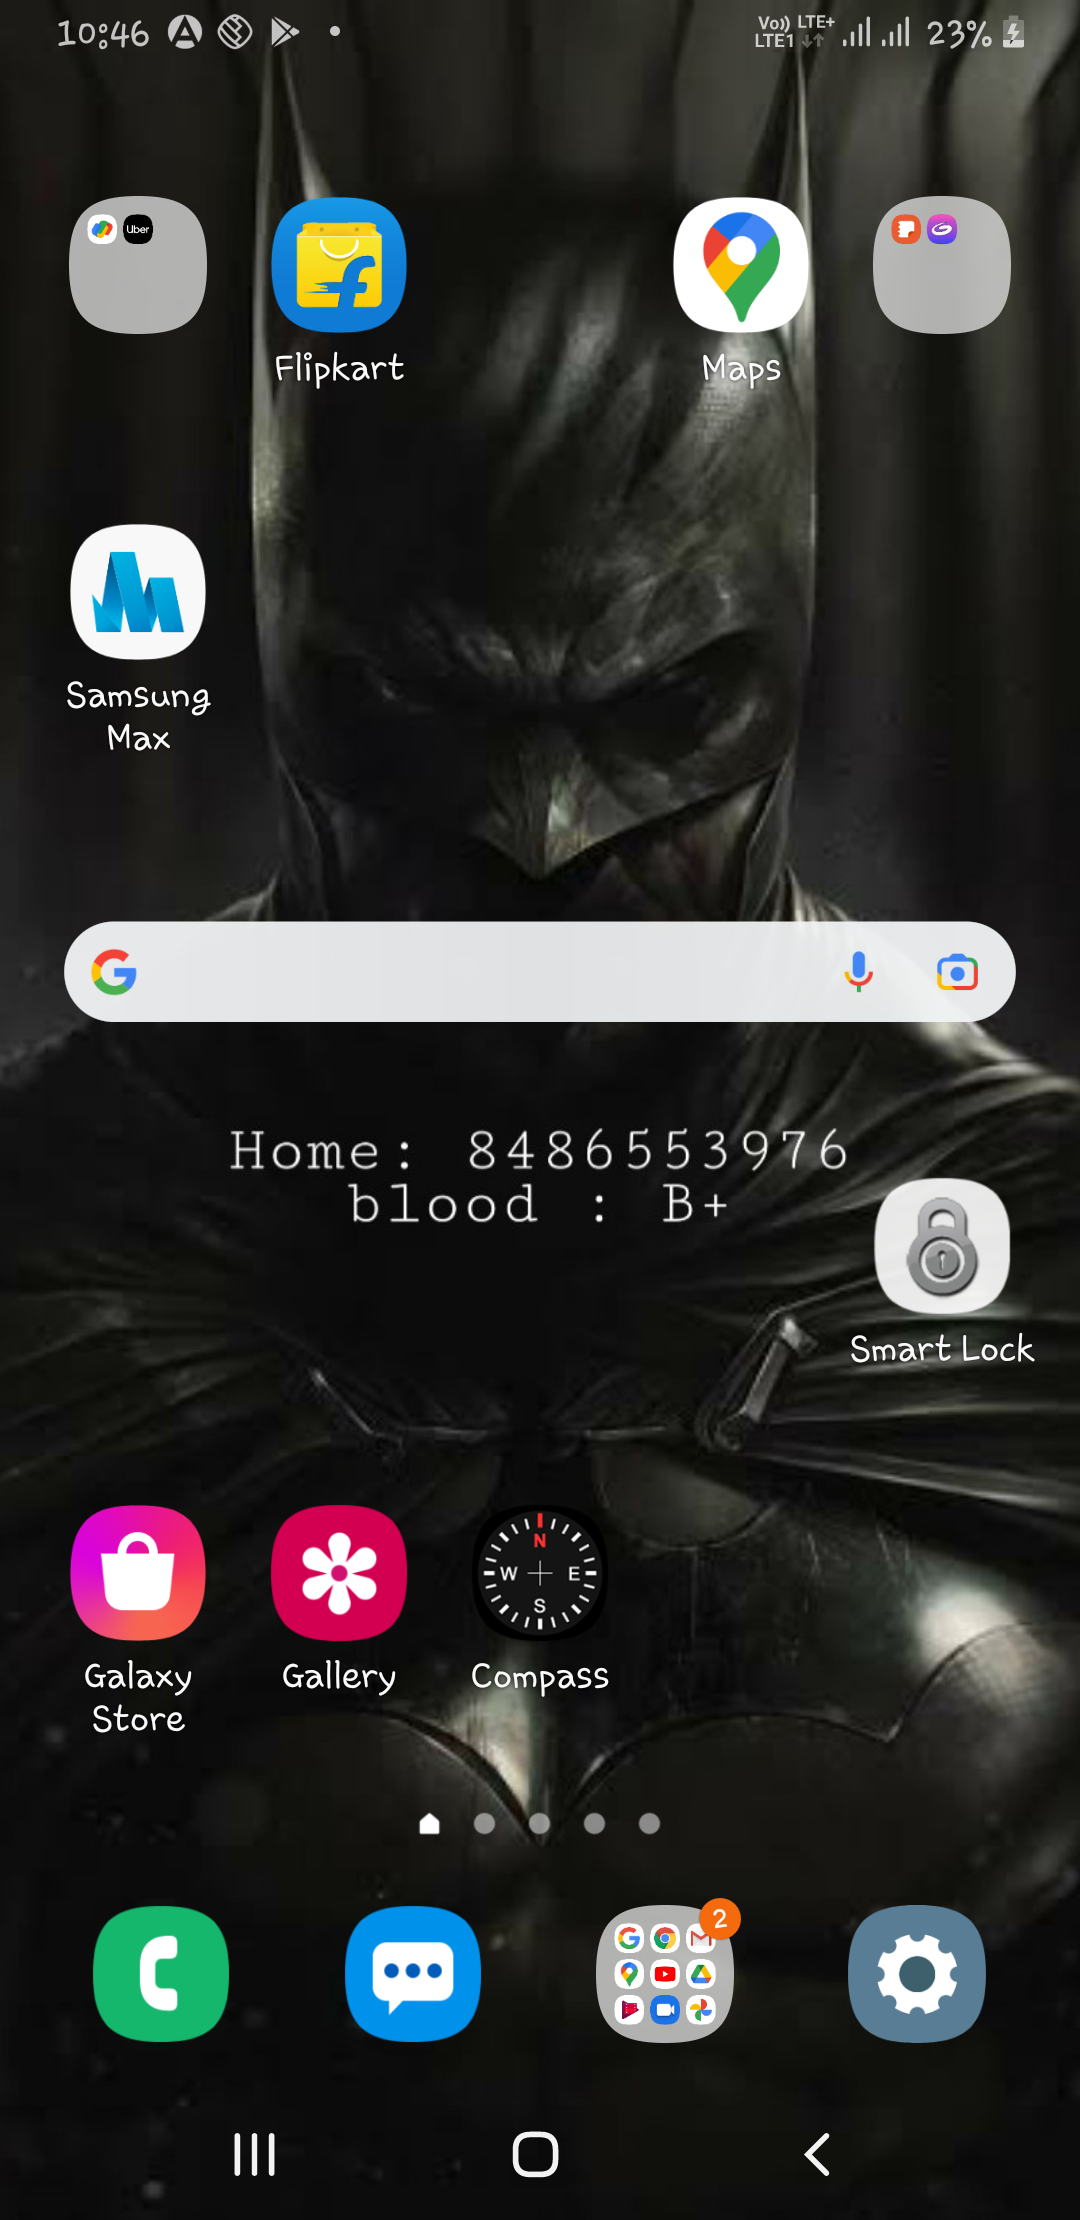 10:46
Vo)) LTE+
LTE1
23%
Uber
Flipkart
Maps
Samsung
Max
Home: 8486553976
blood : B+
Smart Lock
N
W E
S
Galaxy
Store
Gallery
Compass
2